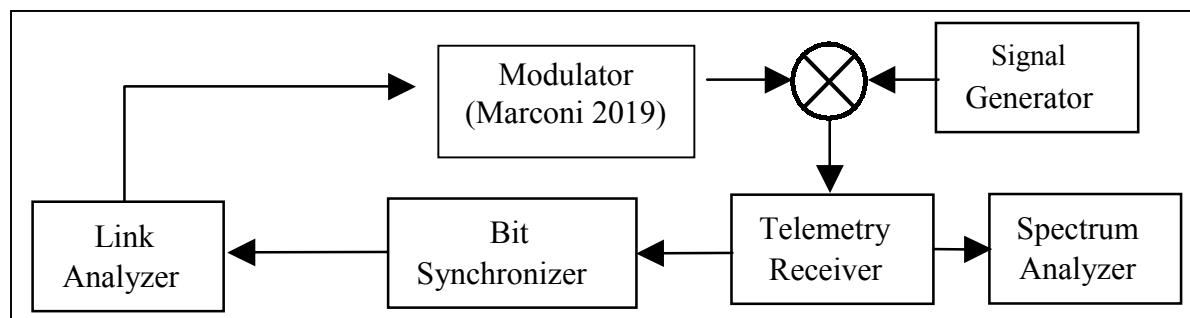 Modulator
(Marconi 2019)
Signal
Generator
Link
Analyzer
Bit
Synchronizer
Telemetry
Receiver
Spectrum
Analyzer